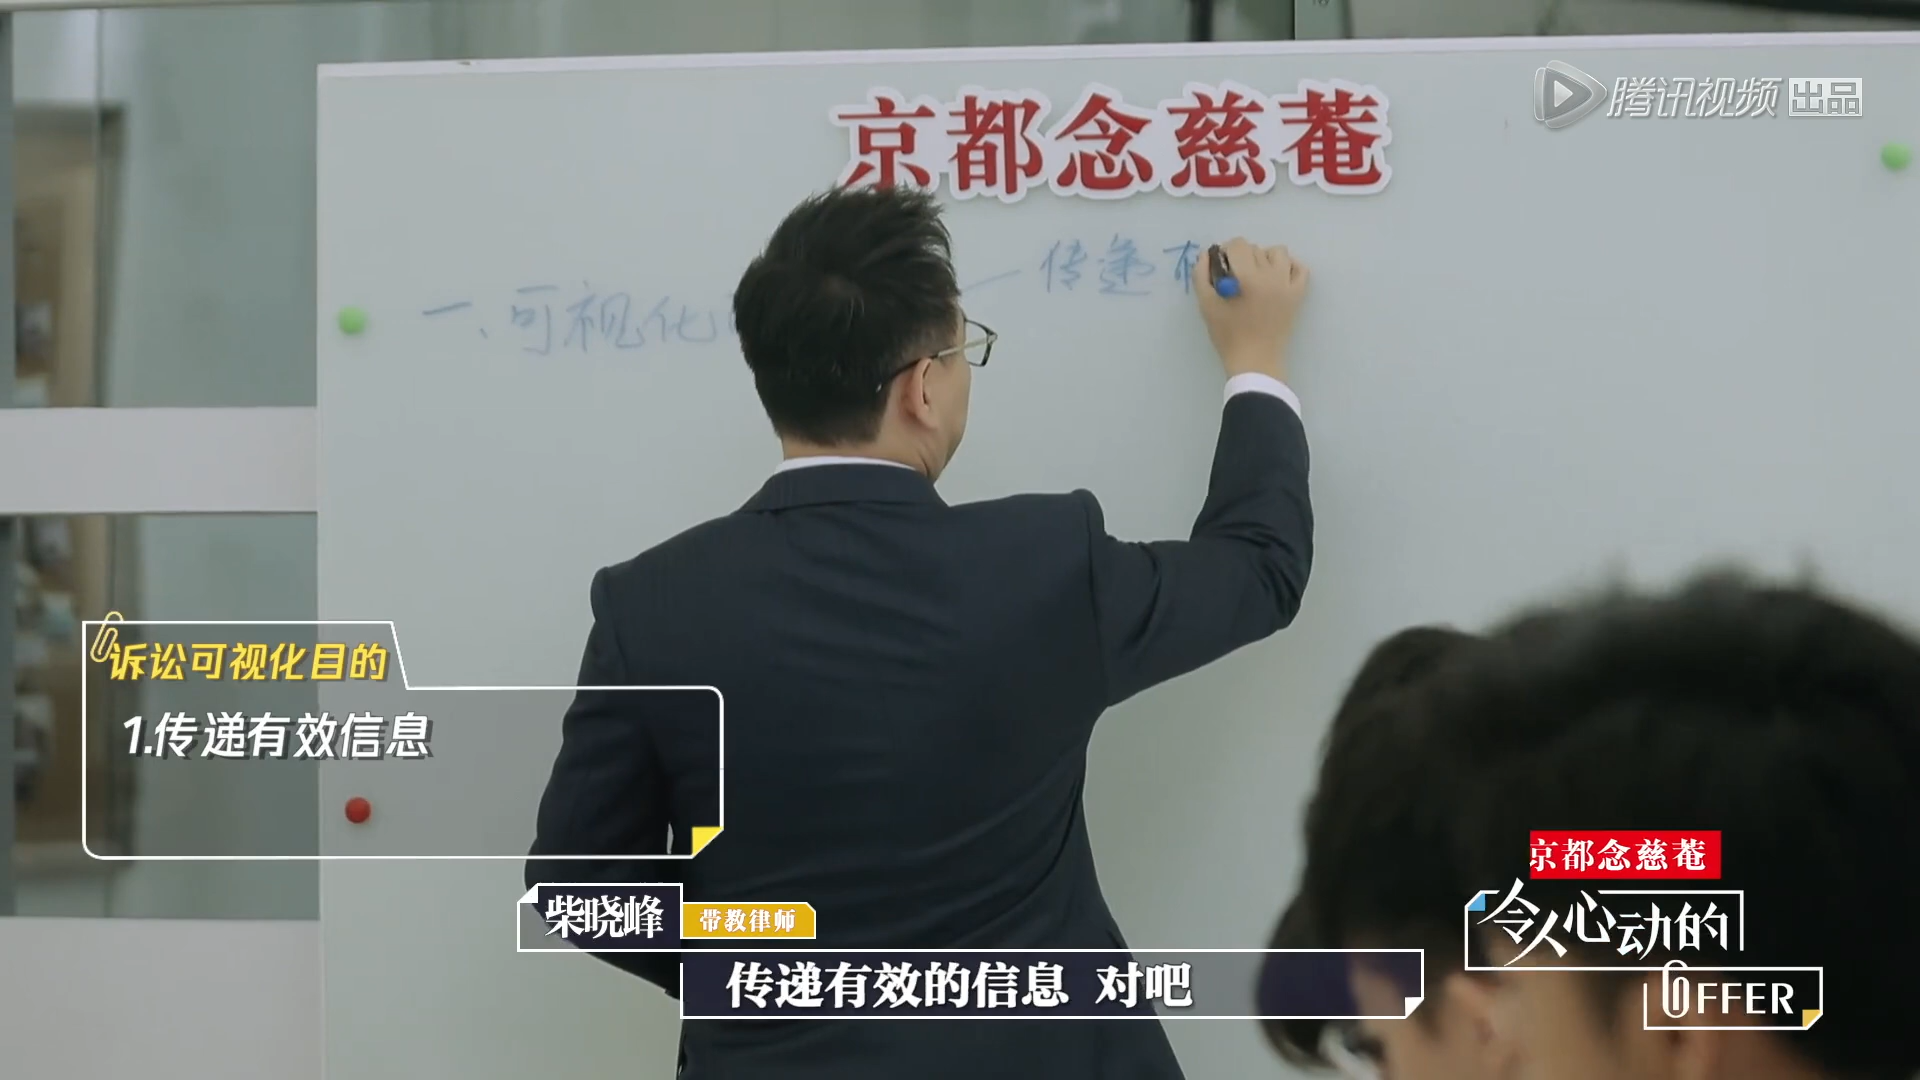 腾讯视频 出品
京都念慈菴
传递有
一、可视化
诉讼可视化目的
1.传递有效信息
京都念慈菴
柴晓峰 带教律师
令人心动的
传递有效的信息 对吧
OFFER